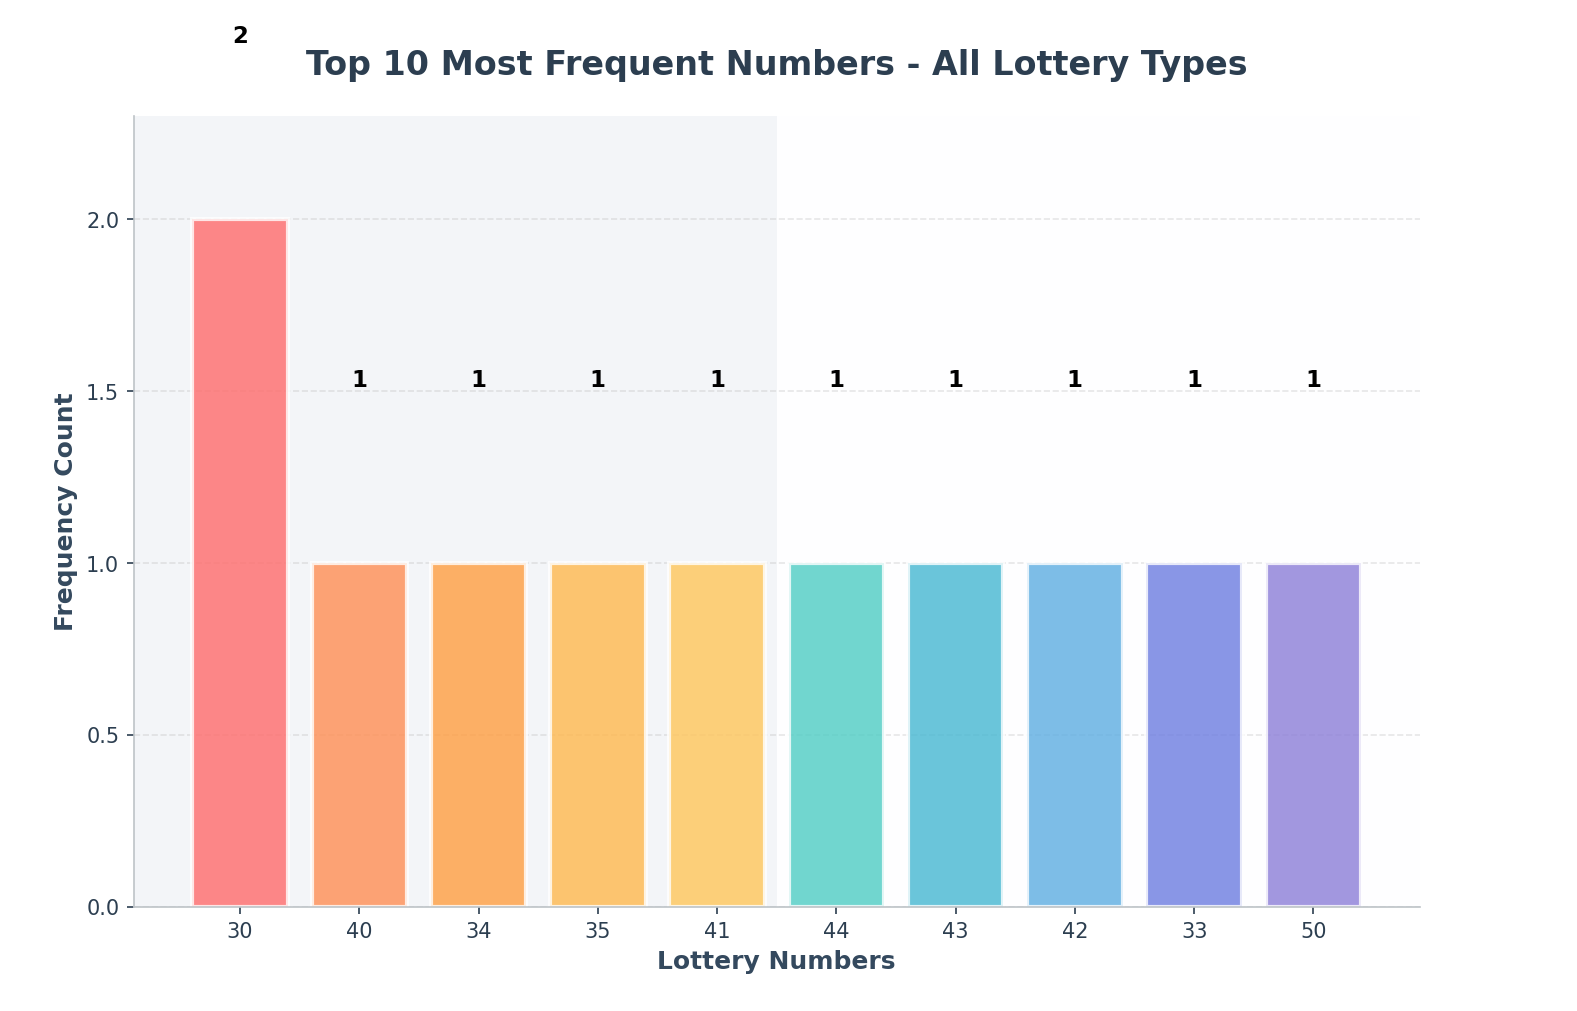 2
Top 10 Most Frequent Numbers - All Lottery Types
Frequency Count
2.0
1.5
1.0
0.5
0.0
1 1 1 1 1 1 1 1 1
30 40 34 35 41 44 43 42 33 50
Lottery Numbers